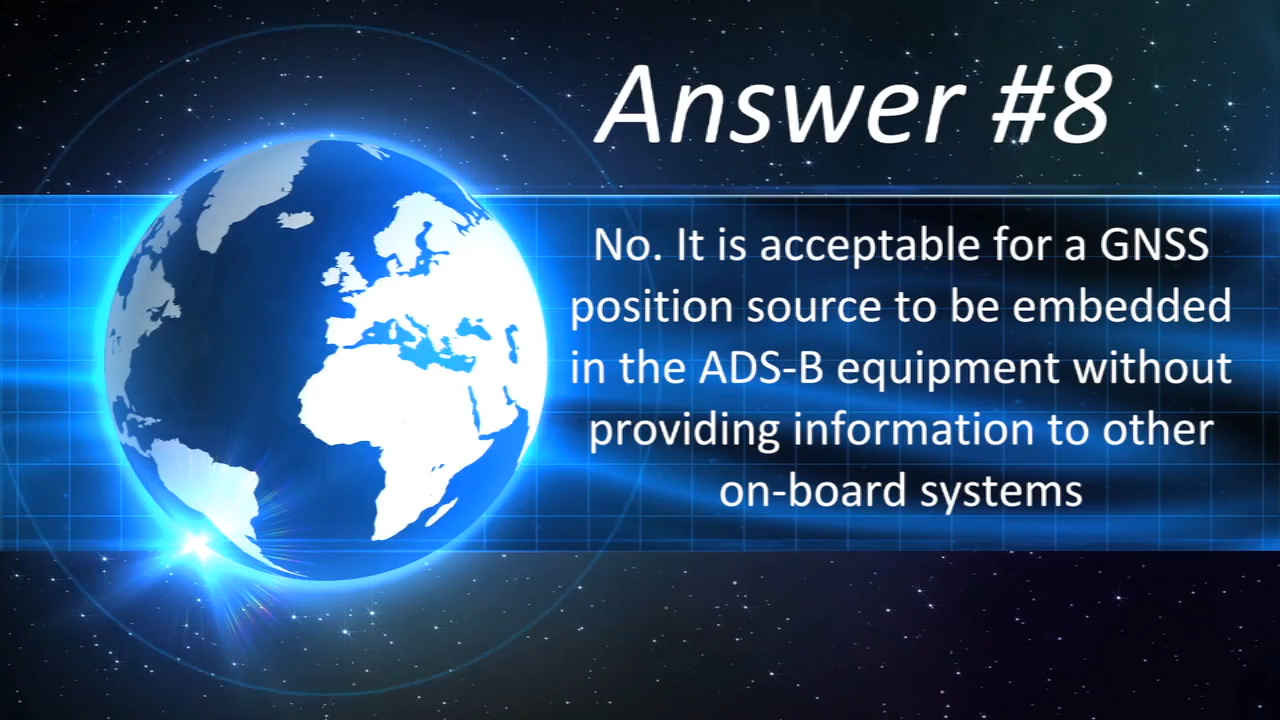 Answer #8
No. It is acceptable for a GNSS
position source to be embedded
in the ADS-B equipment without
providing information to other
on-board systems